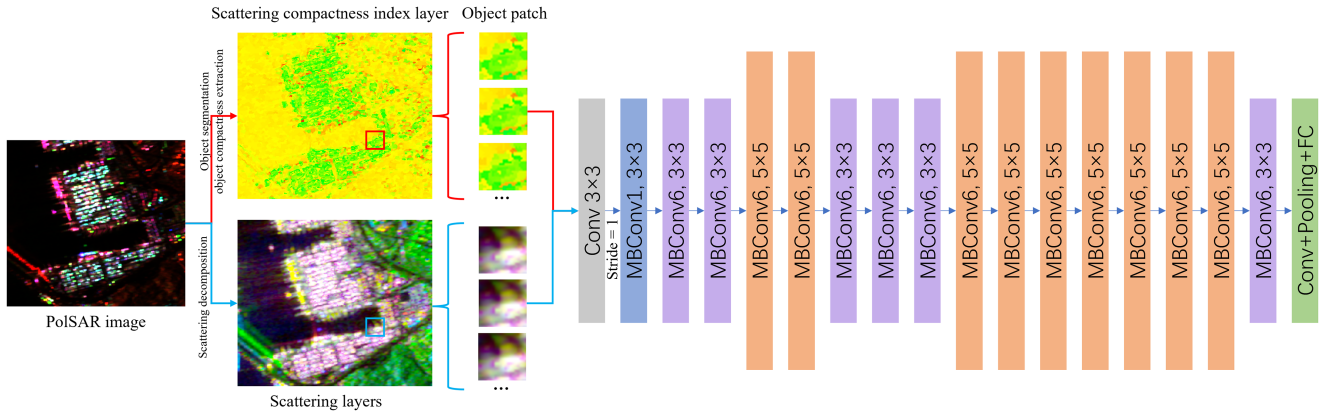 Scattering compactness index layer
Object patch
Object segmentation
object compactness extraction
...
PolSAR image
Scattering decomposition
Scattering layers
...
Conv 3×3
Stride = 1
MBConv1, 3×3
MBConv6, 3×3
MBConv6, 3×3
MBConv6, 5×5
MBConv6, 5×5
MBConv6, 3×3
MBConv6, 3×3
MBConv6, 3×3
MBConv6, 5×5
MBConv6, 5×5
MBConv6, 5×5
MBConv6, 5×5
MBConv6, 5×5
MBConv6, 5×5
MBConv6, 5×5
MBConv6, 3×3
Conv+Pooling+FC